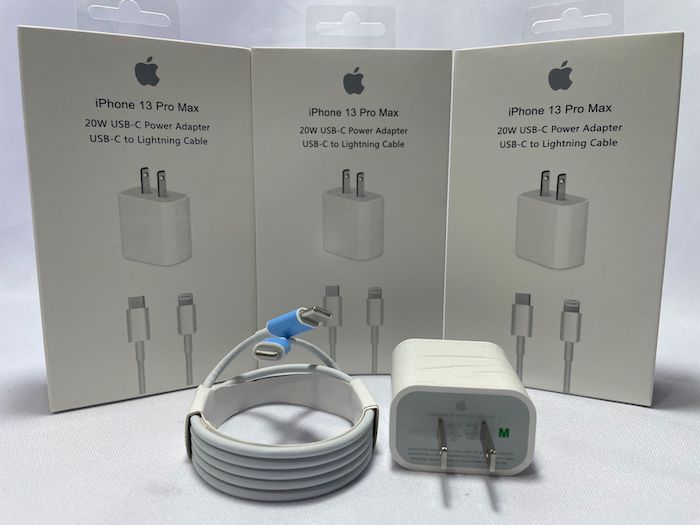 iPhone 13 Pro Max
20W USB-C Power Adapter
USB-C to Lightning Cable
iPhone 13 Pro Max
20W USB-C Power Adapter
USB-C to Lightning Cable
iPhone 13 Pro Max
20W USB-C Power Adapter
USB-C to Lightning Cable
M